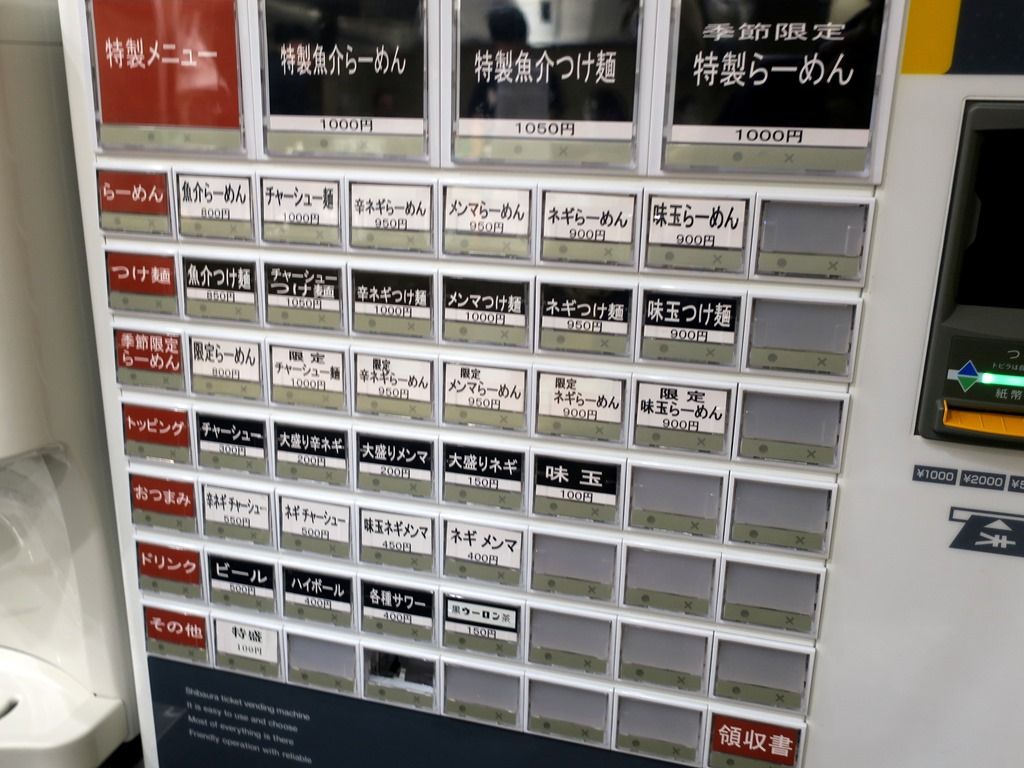 特製メニュー
特製魚介らーめん
1000円
特製魚介つけ麺
1050円
季節限定
特製らーめん
1000円
らーめん
魚介らーめん
800円
チャーシュー麺
1000円
辛ネギらーめん
950円
メンマらーめん
950円
ネギらーめん
900円
味玉らーめん
900円
つけ麺
魚介つけ麺
850円
チャーシュー
つけ麺
1050円
辛ネギつけ麺
1000円
メンマつけ麺
1000円
ネギつけ麺
950円
味玉つけ麺
900円
季節限定
らーめん
限定らーめん
800円
限定
チャーシュー麺
1000円
限定
辛ネギらーめん
950円
限定
メンマらーめん
950円
限定
ネギらーめん
900円
限定
味玉らーめん
900円
トッピング
チャーシュー
300円
大盛り辛ネギ
200円
大盛りメンマ
200円
大盛りネギ
150円
味玉
100円
おつまみ
辛ネギチャーシュー
550円
ネギチャーシュー
500円
味玉ネギメンマ
450円
ネギメンマ
400円
ドリンク
ビール
500円
ハイボール
400円
各種サワー
400円
黒ウーロン茶
150円
その他
特盛
100円
領収書
Shibaura ticket vending machine
It is easy to use and choose
Most of everything is there
Friendly operation with reliable
紙幣
¥1000 ¥2000